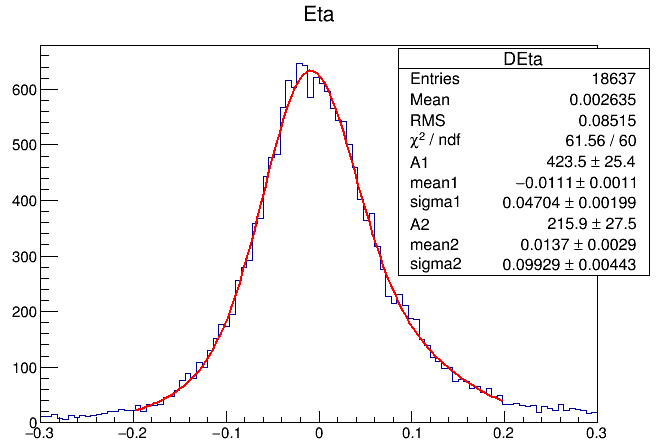 Eta
DEta
Entries 18637
Mean 0.002635
RMS 0.08515
χ² / ndf 61.56 / 60
A1 423.5 ± 25.4
mean1 −0.0111 ± 0.0011
sigma1 0.04704 ± 0.00199
A2 215.9 ± 27.5
mean2 0.0137 ± 0.0029
sigma2 0.09929 ± 0.00443
600
500
400
300
200
100
0
−0.3 −0.2 −0.1 0 0.1 0.2 0.3